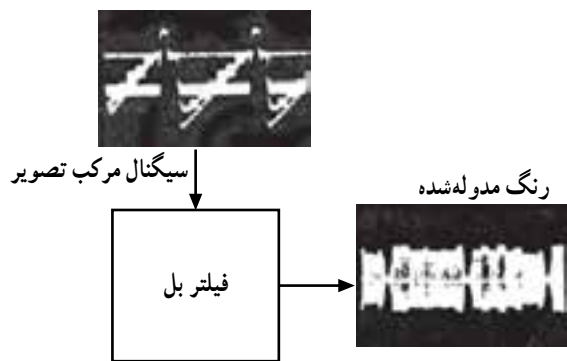 سیگنال مرکب تصویر
رنگ مدوله‌شده
فیلتر بل